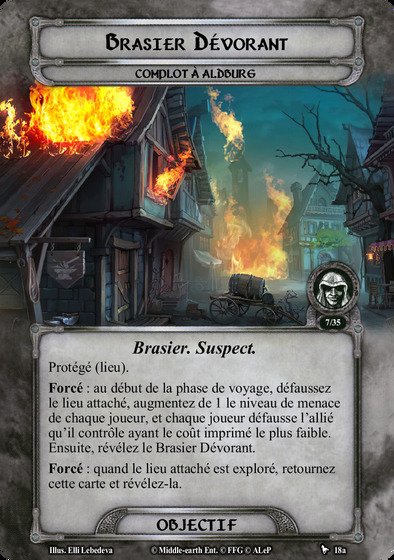 Brasier Dévorant
Complot à Aldburg
7/35
Brasier. Suspect.
Protégé (lieu).
Forcé : au début de la phase de voyage, défaussez
le lieu attaché, augmentez de 1 le niveau de menace
de chaque joueur, et chaque joueur défausse l'allié
qu'il contrôle ayant le coût imprimé le plus faible.
Ensuite, révélez le Brasier Dévorant.
Forcé : quand le lieu attaché est exploré, retournez
cette carte et révélez-la.
Objectif
Illus. Elli Lebedeva © Middle-earth Ent. © FFG © ALeP 18a